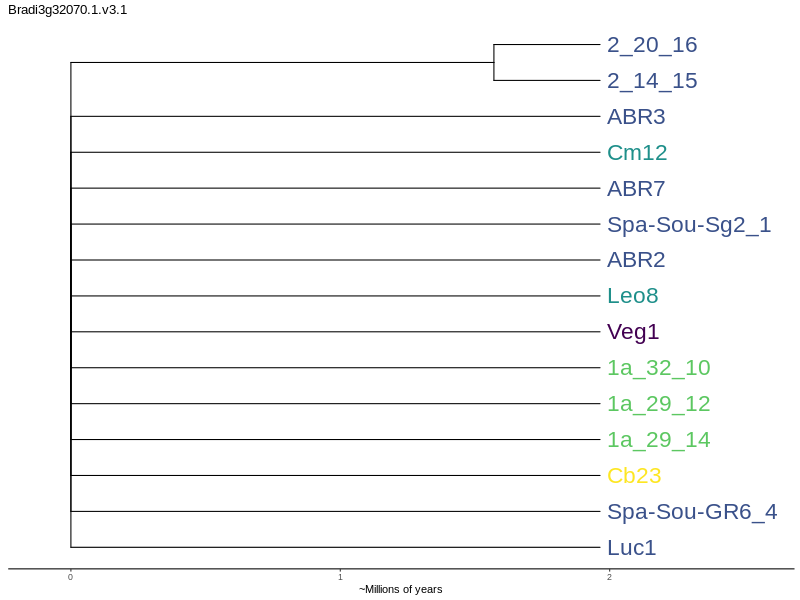 Bradi3g32070.1.v3.1
2_20_16
2_14_15
ABR3
Cm12
ABR7
Spa-Sou-Sg2_1
ABR2
Leo8
Veg1
1a_32_10
1a_29_12
1a_29_14
Cb23
Spa-Sou-GR6_4
Luc1
0 1 2
~Millions of years